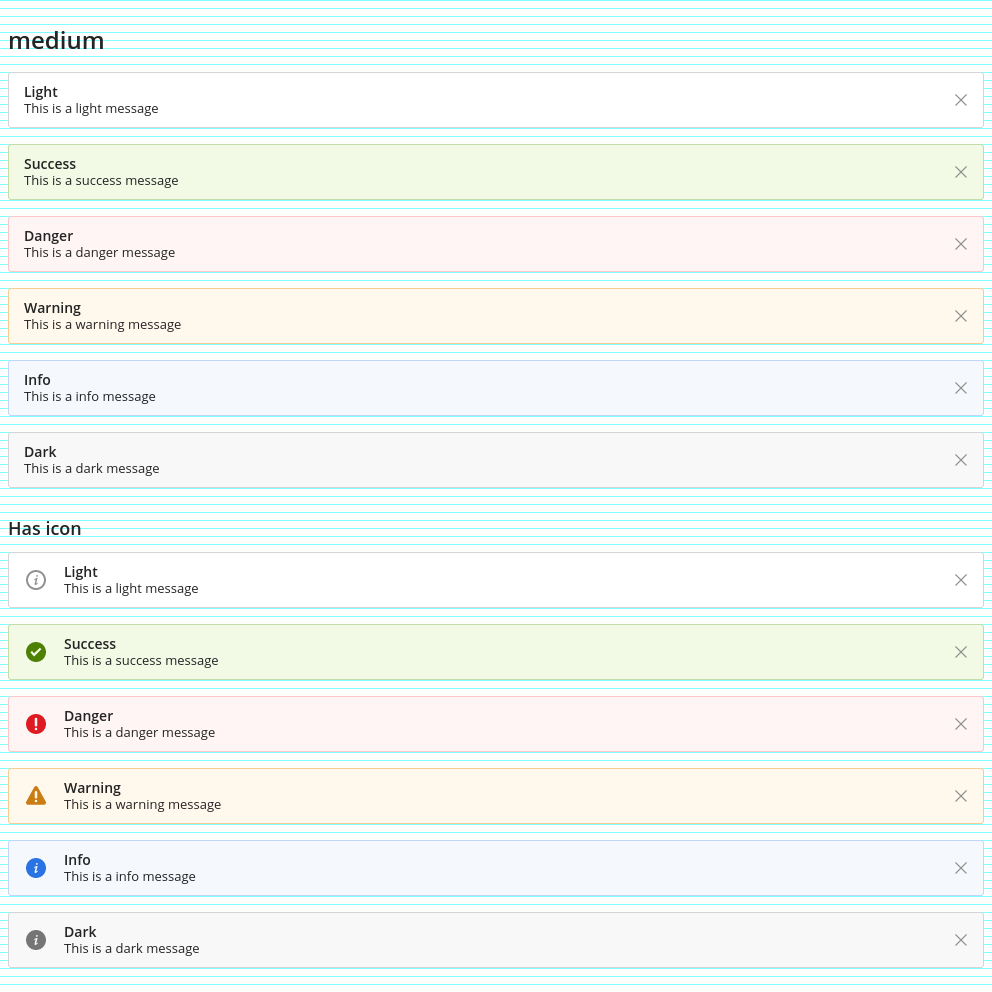 medium
Light
This is a light message
Success
This is a success message
Danger
This is a danger message
Warning
This is a warning message
Info
This is a info message
Dark
This is a dark message
Has icon
Light
This is a light message
Success
This is a success message
Danger
This is a danger message
Warning
This is a warning message
Info
This is a info message
Dark
This is a dark message